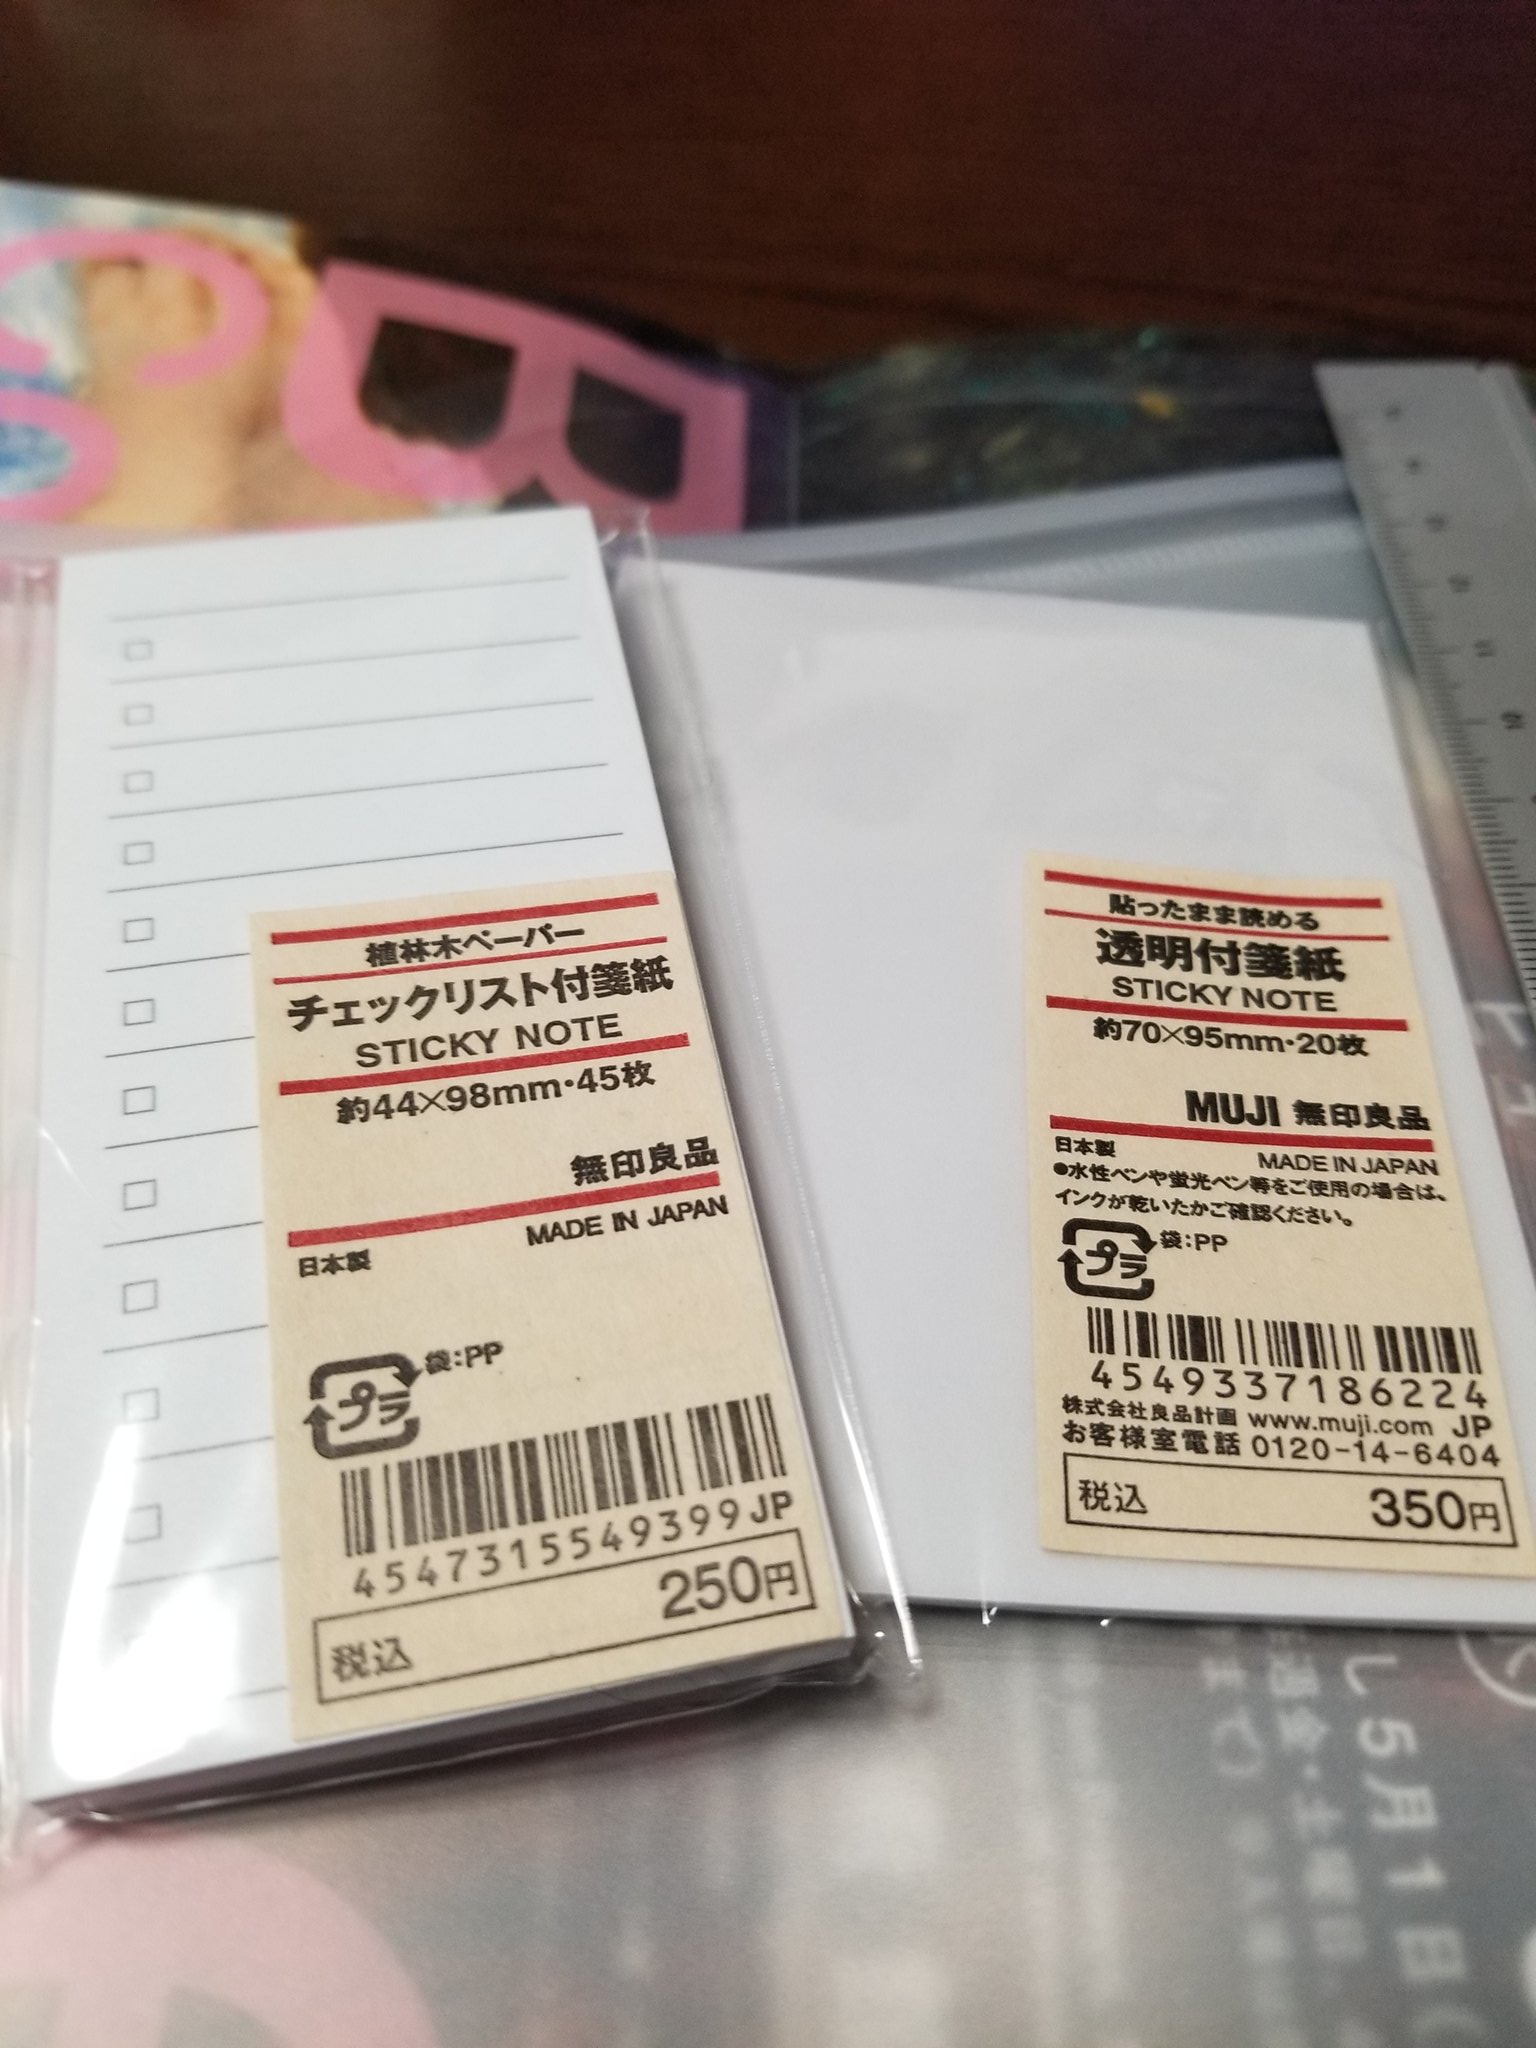 植林木ペーパー
チェックリスト付箋紙
STICKY NOTE
約44×98mm・45枚
無印良品
MADE IN JAPAN
日本製
プラ 袋:PP
4547315549399 JP
税込 250円
貼ったまま読める
透明付箋紙
STICKY NOTE
約70×95mm・20枚
MUJI 無印良品
日本製 MADE IN JAPAN
●水性ペンや蛍光ペン等をご使用の場合は、
インクが乾いたかご確認ください。
プラ 袋:PP
4549337186224
株式会社良品計画 www.muji.com JP
お客様室電話 0120-14-6404
税込 350円
し5月1日(